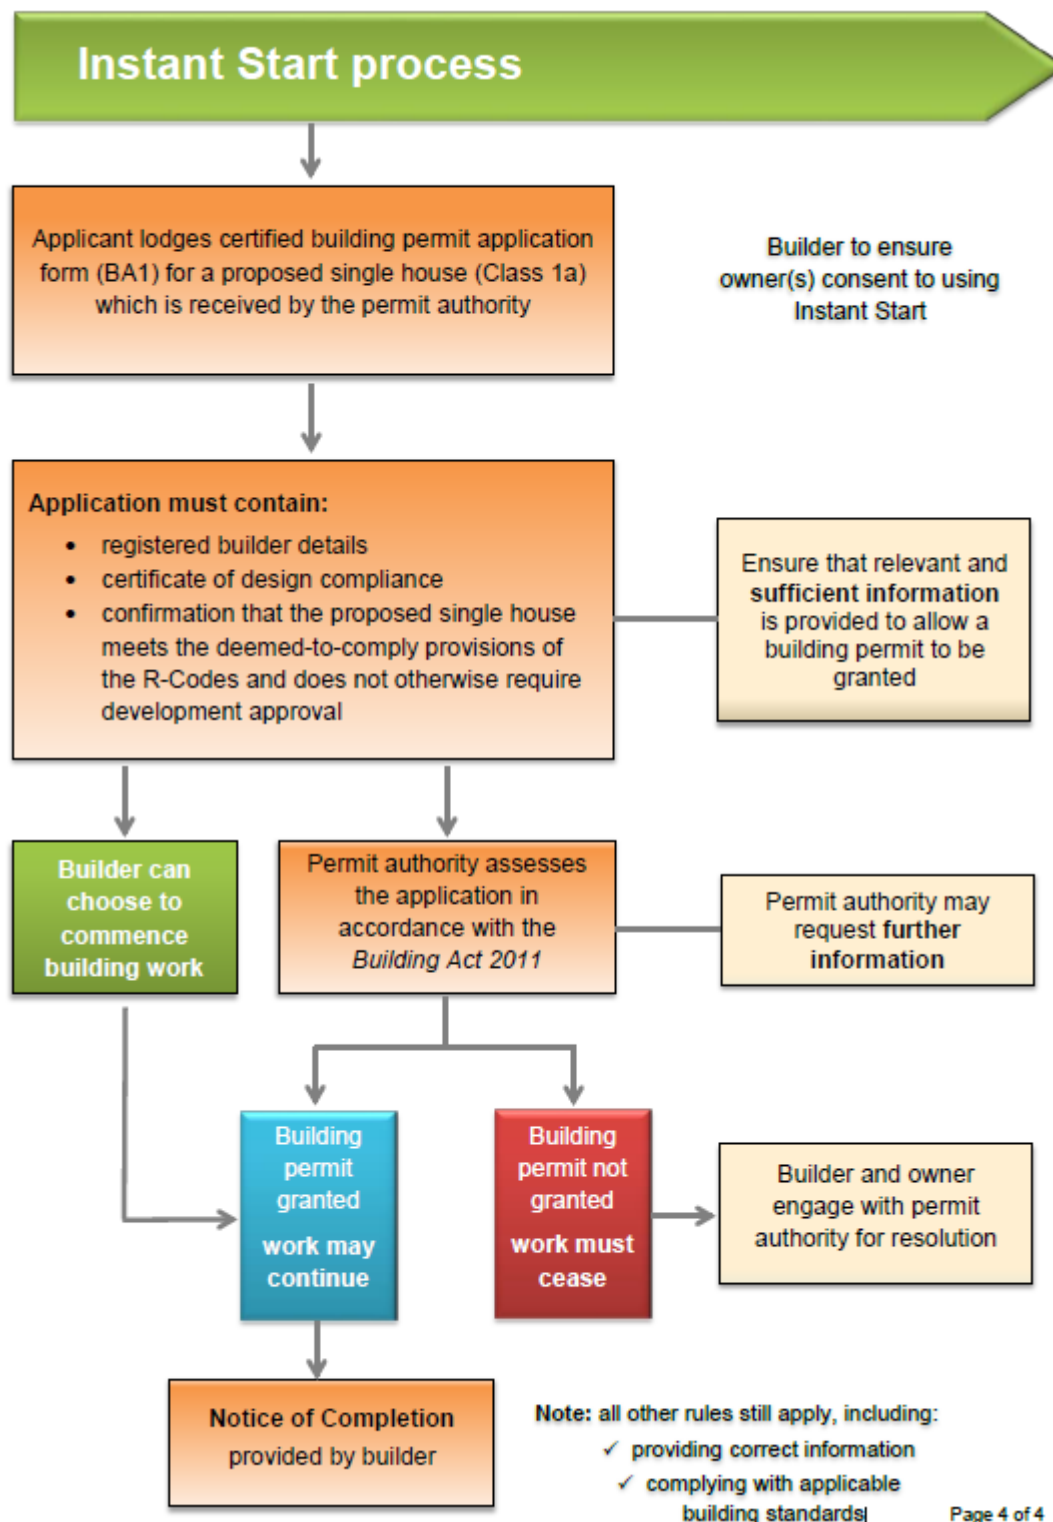 Instant Start process
Applicant lodges certified building permit application
form (BA1) for a proposed single house (Class 1a)
which is received by the permit authority
Builder to ensure
owner(s) consent to using
Instant Start
Application must contain:
• registered builder details
• certificate of design compliance
• confirmation that the proposed single house
meets the deemed-to-comply provisions of
the R-Codes and does not otherwise require
development approval
Ensure that relevant and
sufficient information
is provided to allow a
building permit to be
granted
Builder can
choose to
commence
building work
Permit authority assesses
the application in
accordance with the
Building Act 2011
Permit authority may
request further
information
Building
permit
granted
work may
continue
Building
permit not
granted
work must
cease
Builder and owner
engage with permit
authority for resolution
Notice of Completion
provided by builder
Note: all other rules still apply, including:
✓ providing correct information
✓ complying with applicable
building standards
Page 4 of 4